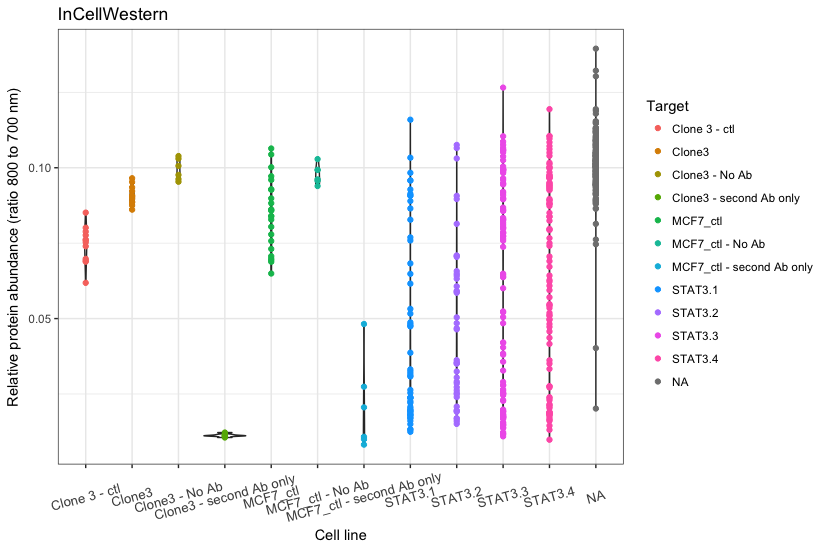 InCellWestern
Relative protein abundance (ratio 800 to 700 nm)
0.10
0.05
Clone 3 - ctl
Clone3
Clone3 - No Ab
Clone3 - second Ab only
MCF7_ctl
MCF7_ctl - No Ab
MCF7_ctl - second Ab only
STAT3.1
STAT3.2
STAT3.3
STAT3.4
NA
Cell line
Target
Clone 3 - ctl
Clone3
Clone3 - No Ab
Clone3 - second Ab only
MCF7_ctl
MCF7_ctl - No Ab
MCF7_ctl - second Ab only
STAT3.1
STAT3.2
STAT3.3
STAT3.4
NA